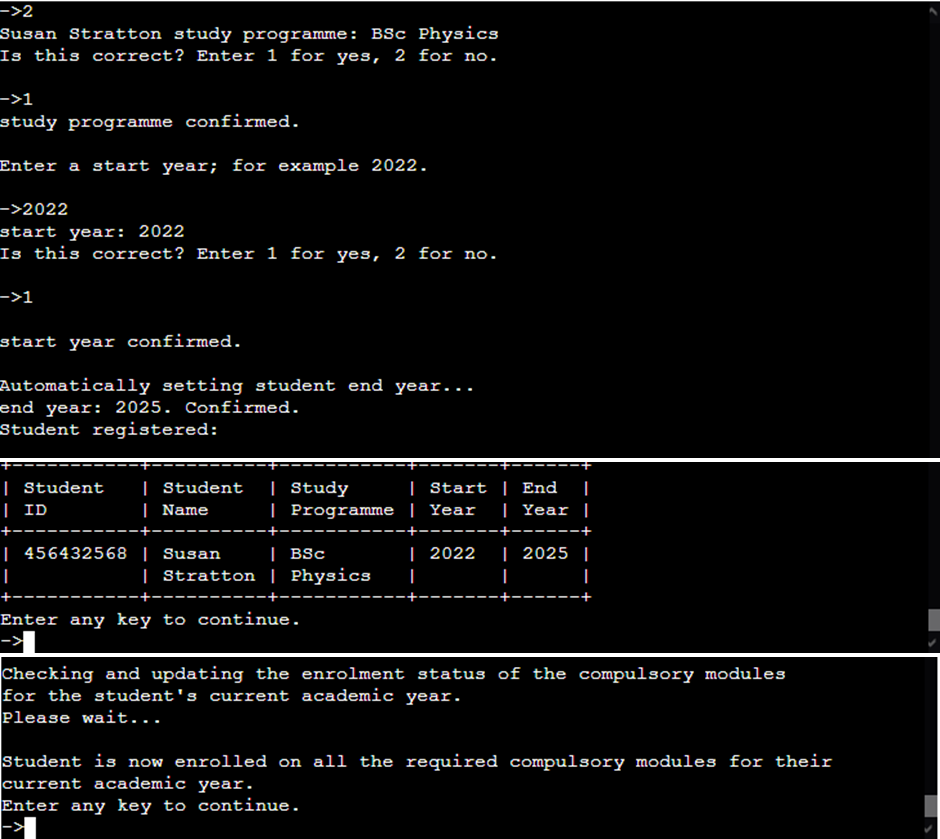 ->2
Susan Stratton study programme: BSc Physics
Is this correct? Enter 1 for yes, 2 for no.
->1
study programme confirmed.
Enter a start year; for example 2022.
->2022
start year: 2022
Is this correct? Enter 1 for yes, 2 for no.
->1
start year confirmed.
Automatically setting student end year...
end year: 2025. Confirmed.
Student registered:
+-----------+----------+-----------+-------+------+
| Student   | Student  | Study     | Start | End  |
| ID        | Name     | Programme | Year  | Year |
+-----------+----------+-----------+-------+------+
| 456432568 | Susan    | BSc       | 2022  | 2025 |
|           | Stratton | Physics   |       |      |
+-----------+----------+-----------+-------+------+
Enter any key to continue.
->
Checking and updating the enrolment status of the compulsory modules
for the student's current academic year.
Please wait...
Student is now enrolled on all the required compulsory modules for their
current academic year.
Enter any key to continue.
->